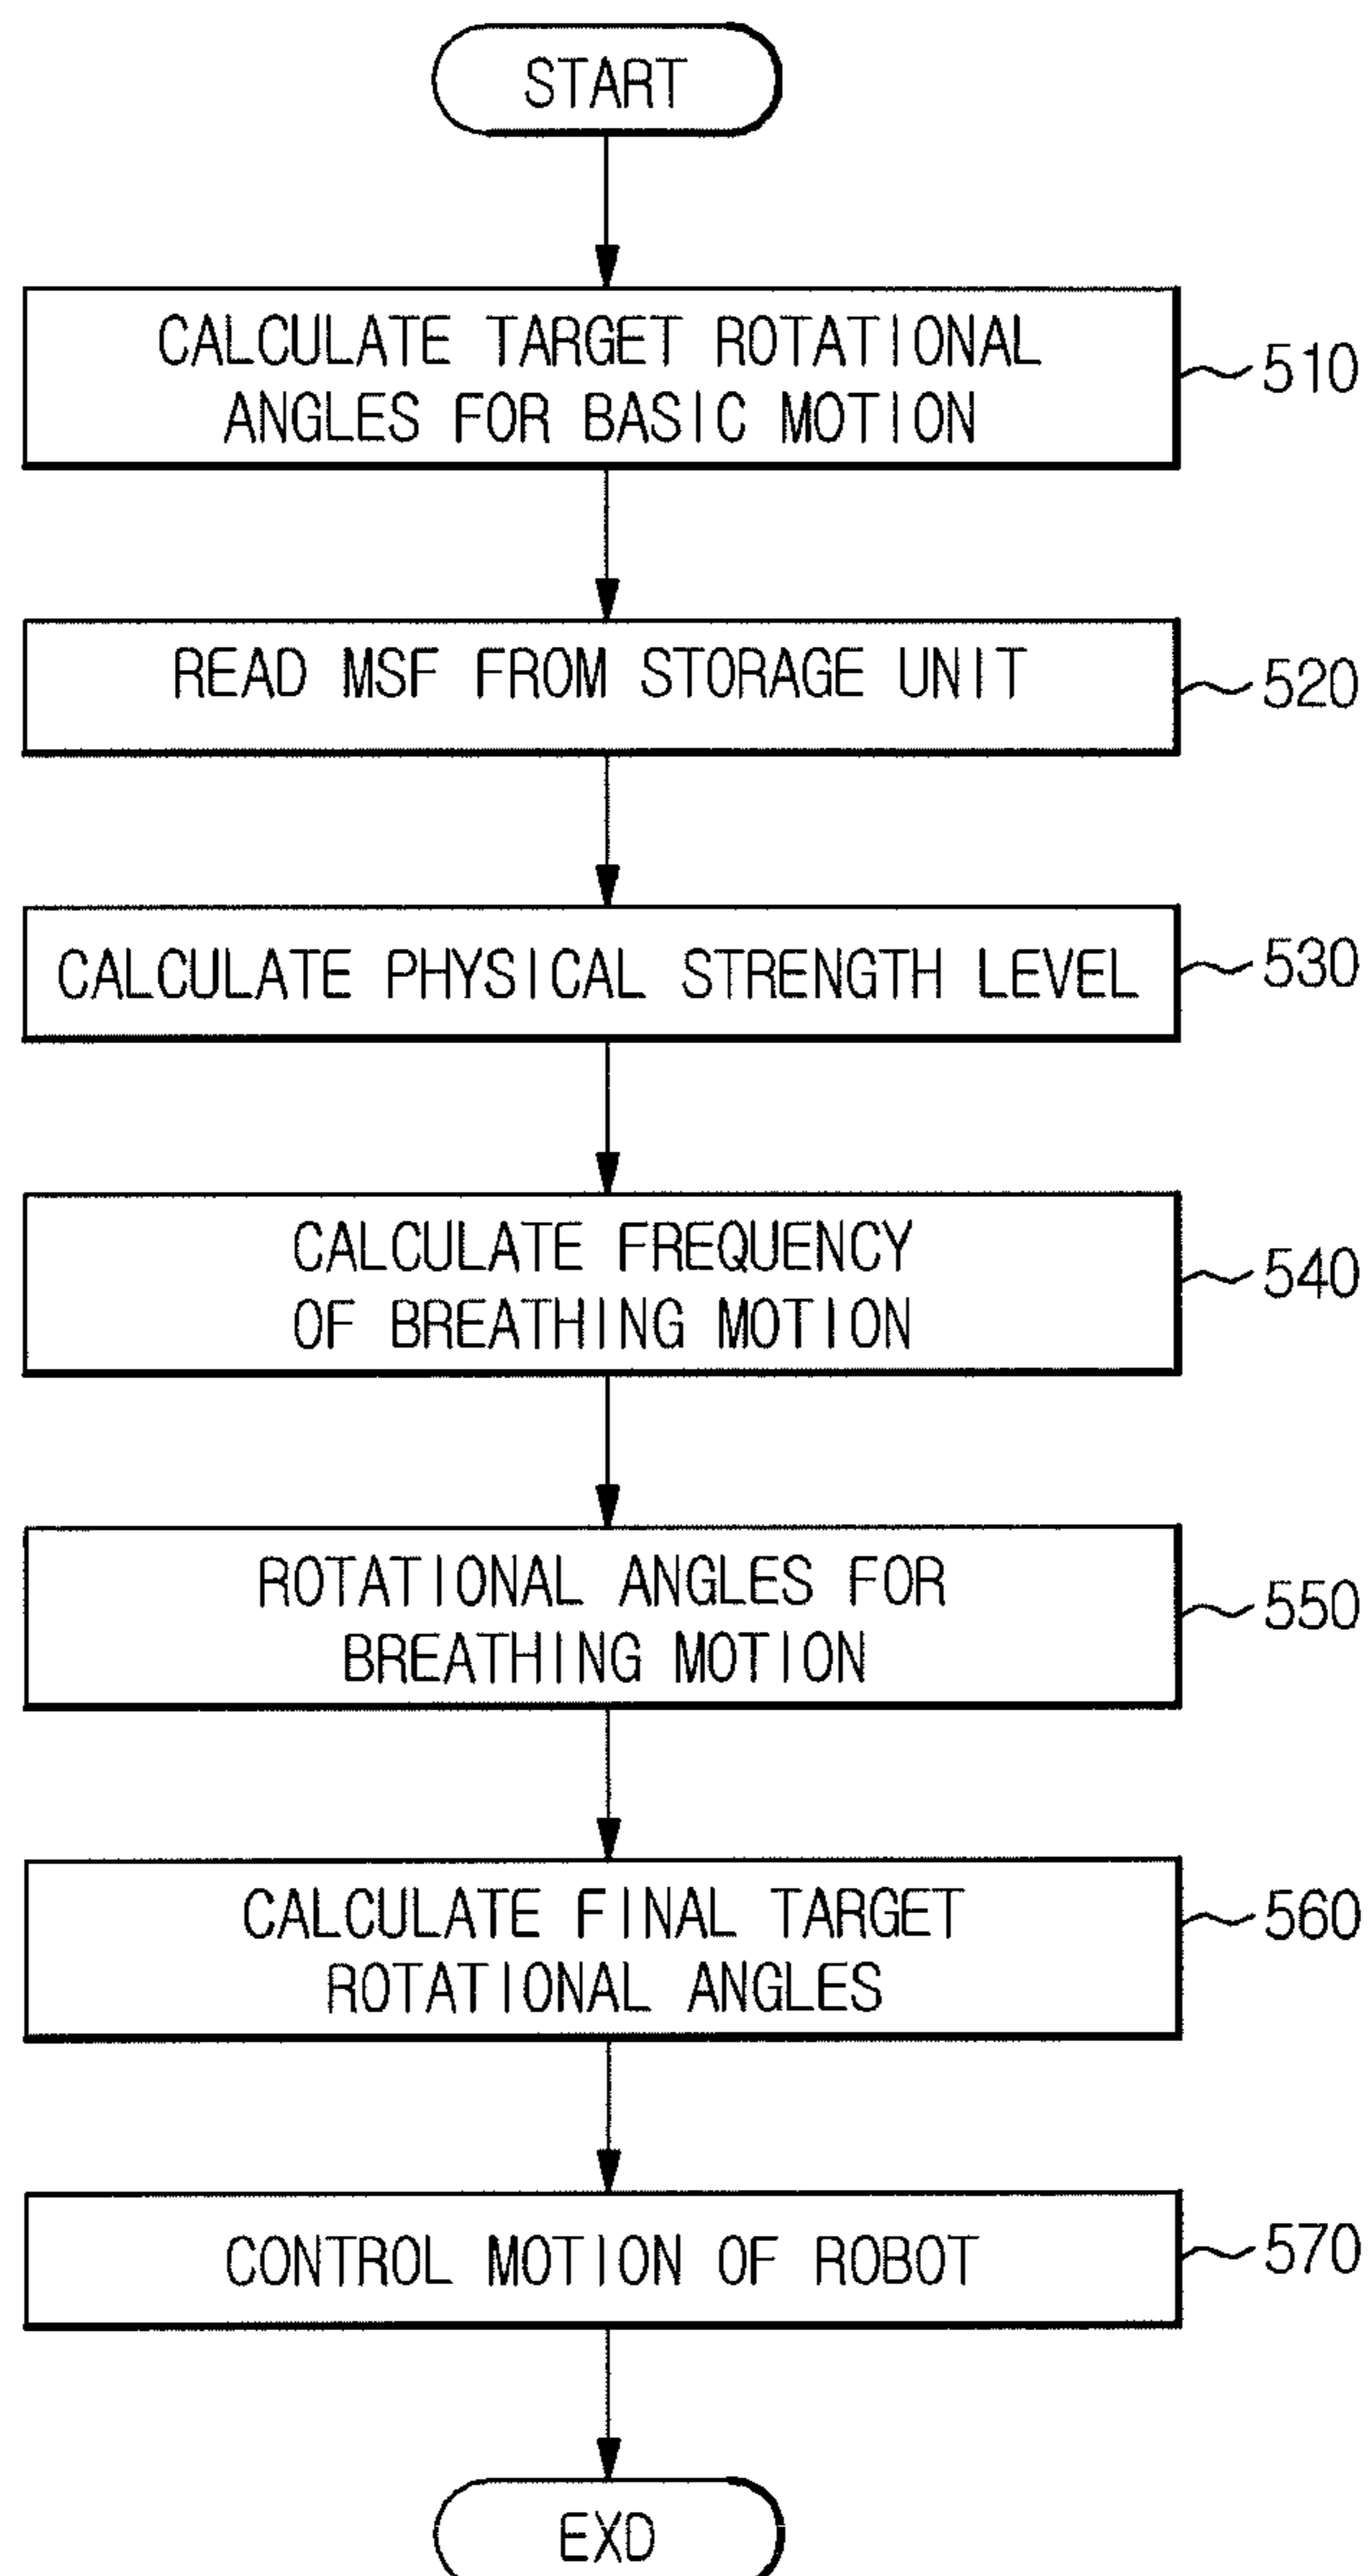 START
CALCULATE TARGET ROTATIONAL
ANGLES FOR BASIC MOTION
510
READ MSF FROM STORAGE UNIT
520
CALCULATE PHYSICAL STRENGTH LEVEL
530
CALCULATE FREQUENCY
OF BREATHING MOTION
540
ROTATIONAL ANGLES FOR
BREATHING MOTION
550
CALCULATE FINAL TARGET
ROTATIONAL ANGLES
560
CONTROL MOTION OF ROBOT
570
EXD